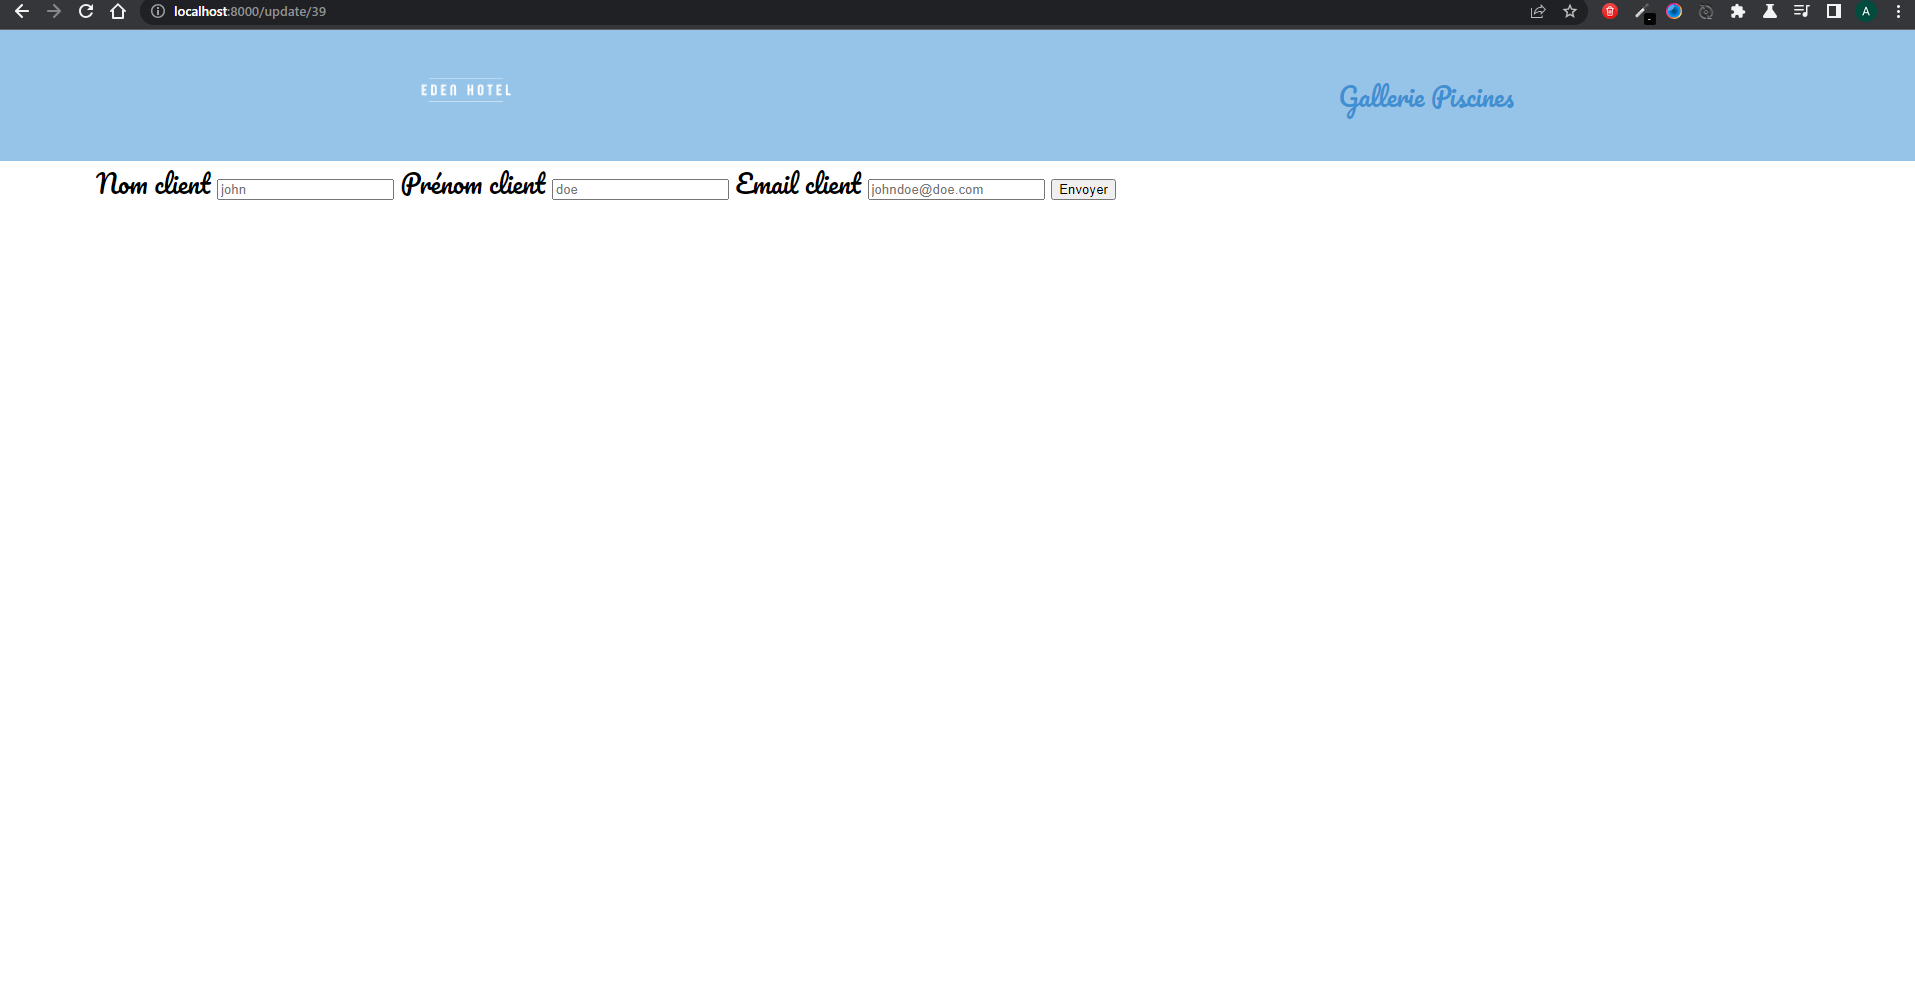 localhost:8000/update/39
A
EDEN HOTEL
Gallerie Piscines
Nom client john Prénom client doe Email client johndoe@doe.com Envoyer